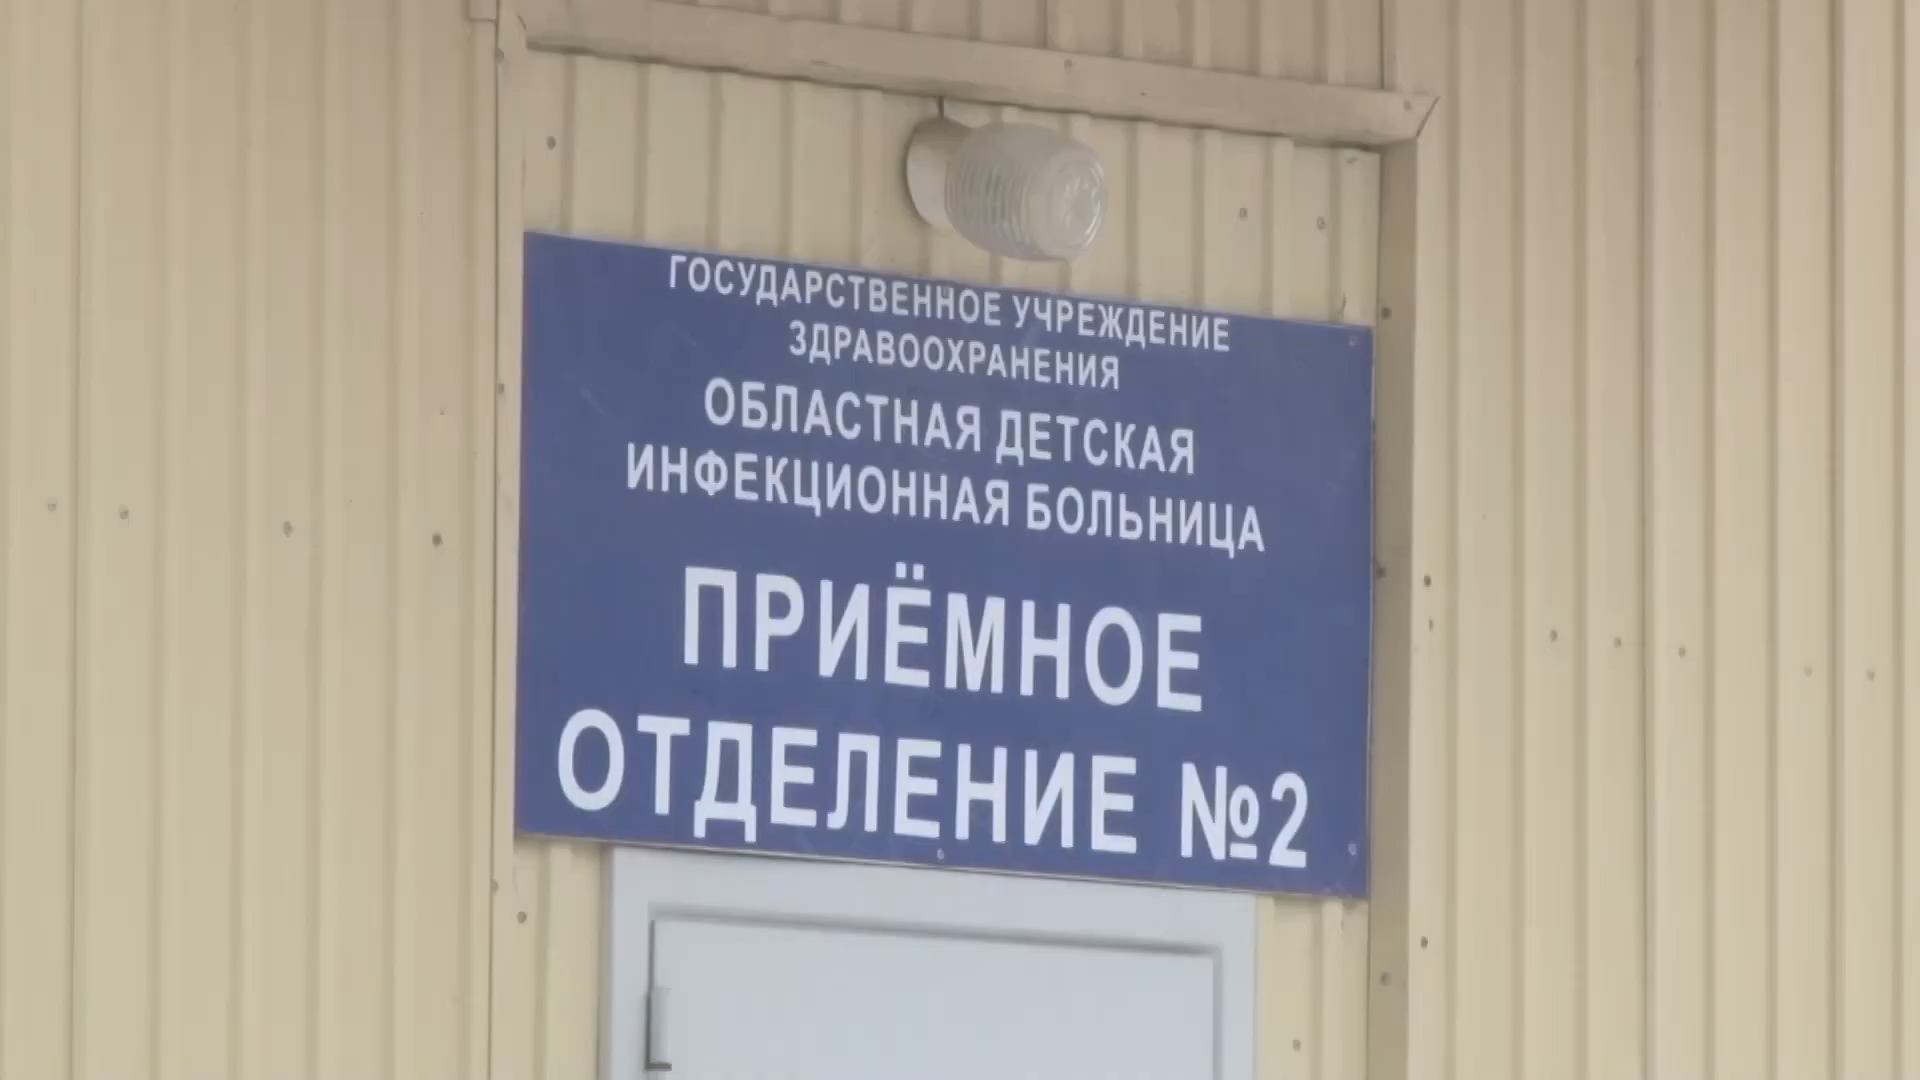 ГОСУДАРСТВЕННОЕ УЧРЕЖДЕНИЕ
ЗДРАВООХРАНЕНИЯ
ОБЛАСТНАЯ ДЕТСКАЯ
ИНФЕКЦИОННАЯ БОЛЬНИЦА
ПРИЁМНОЕ
ОТДЕЛЕНИЕ №2